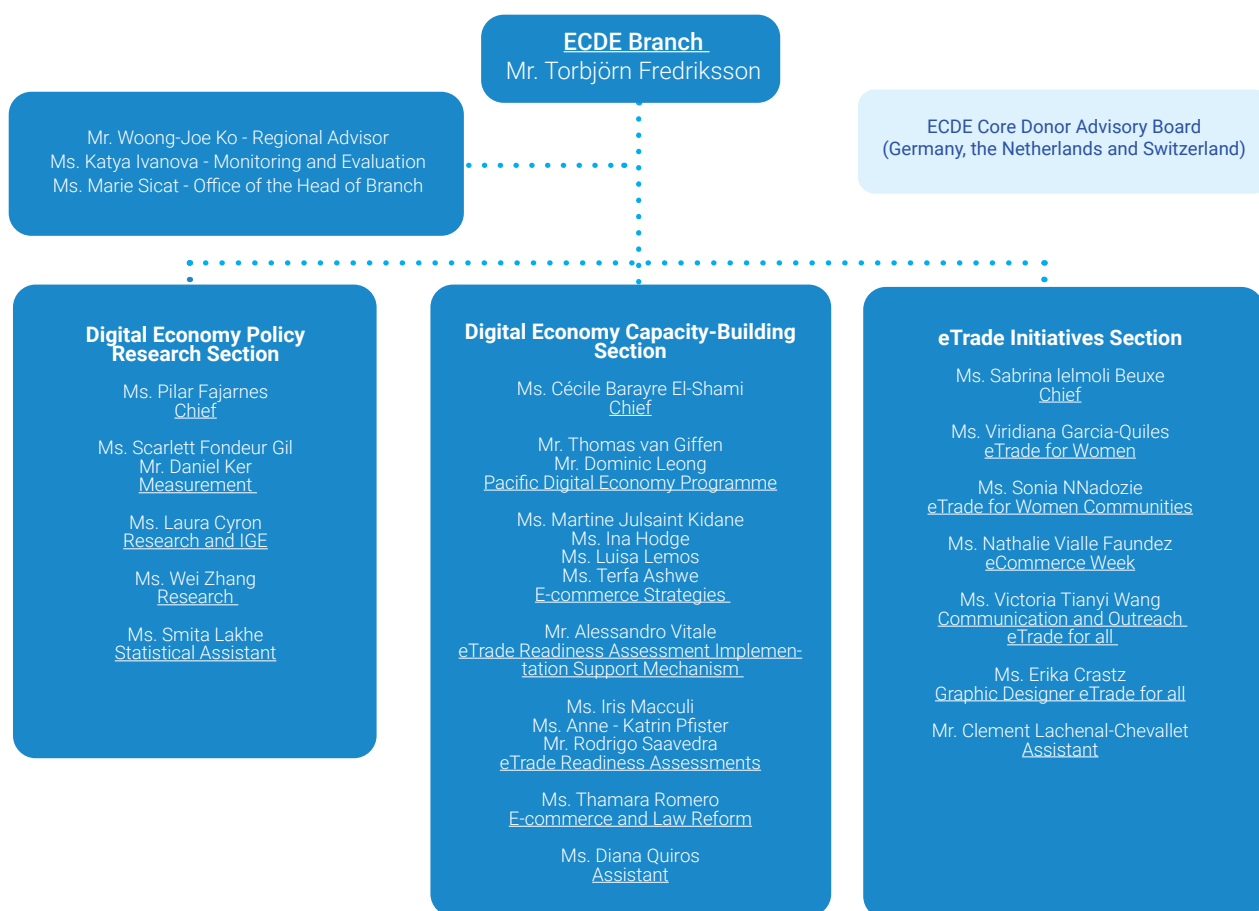 ECDE Branch
Mr. Torbjörn Fredriksson
Mr. Woong-Joe Ko - Regional Advisor
Ms. Katya Ivanova - Monitoring and Evaluation
Ms. Marie Sicat - Office of the Head of Branch
ECDE Core Donor Advisory Board
(Germany, the Netherlands and Switzerland)
Digital Economy Policy
Research Section
Ms. Pilar Fajarnes
Chief
Ms. Scarlett Fondeur Gil
Mr. Daniel Ker
Measurement
Ms. Laura Cyron
Research and IGE
Ms. Wei Zhang
Research
Ms. Smita Lakhe
Statistical Assistant
Digital Economy Capacity-Building
Section
Ms. Cécile Barayre El-Shami
Chief
Mr. Thomas van Giffen
Mr. Dominic Leong
Pacific Digital Economy Programme
Ms. Martine Julsaint Kidane
Ms. Ina Hodge
Ms. Luisa Lemos
Ms. Terfa Ashwe
E-commerce Strategies
Mr. Alessandro Vitale
eTrade Readiness Assessment Implemen-
tation Support Mechanism
Ms. Iris Macculi
Ms. Anne - Katrin Pfister
Mr. Rodrigo Saavedra
eTrade Readiness Assessments
Ms. Thamara Romero
E-commerce and Law Reform
Ms. Diana Quiros
Assistant
eTrade Initiatives Section
Ms. Sabrina Ielmoli Beuxe
Chief
Ms. Viridiana Garcia-Quiles
eTrade for Women
Ms. Sonia NNadozie
eTrade for Women Communities
Ms. Nathalie Vialle Faundez
eCommerce Week
Ms. Victoria Tianyi Wang
Communication and Outreach
eTrade for all
Ms. Erika Crastz
Graphic Designer eTrade for all
Mr. Clement Lachenal-Chevallet
Assistant